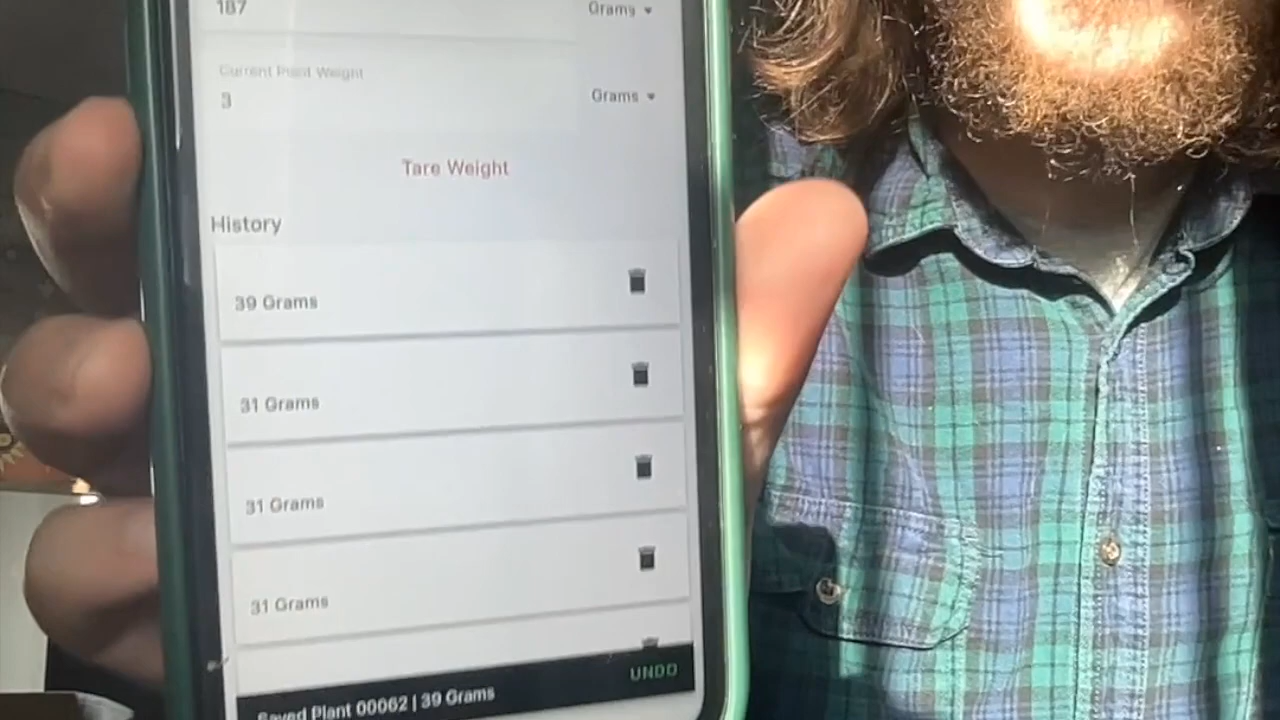 187
Grams
Current Plant Weight
3
Grams
Tare Weight
History
39 Grams
31 Grams
31 Grams
31 Grams
UNDO
Saved Plant 00062 | 39 Grams